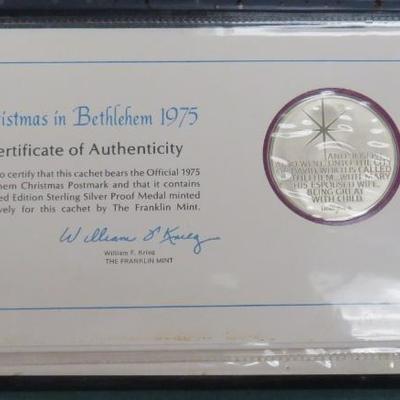 ristmas in Bethlehem 1975
ertificate of Authenticity
o certify that this cachet bears the Official 1975
hem Christmas Postmark and that it contains
ed Edition Sterling Silver Proof Medal minted
vely for this cachet by The Franklin Mint.
William F. Krieg
William F. Krieg
THE FRANKLIN MINT
AND JOSEPH
ALSO WENT UNTO THE CITY
OF DAVID, WHICH IS CALLED
BETHLEHEM, WITH MARY
HIS ESPOUSED WIFE,
BEING GREAT
WITH CHILD.